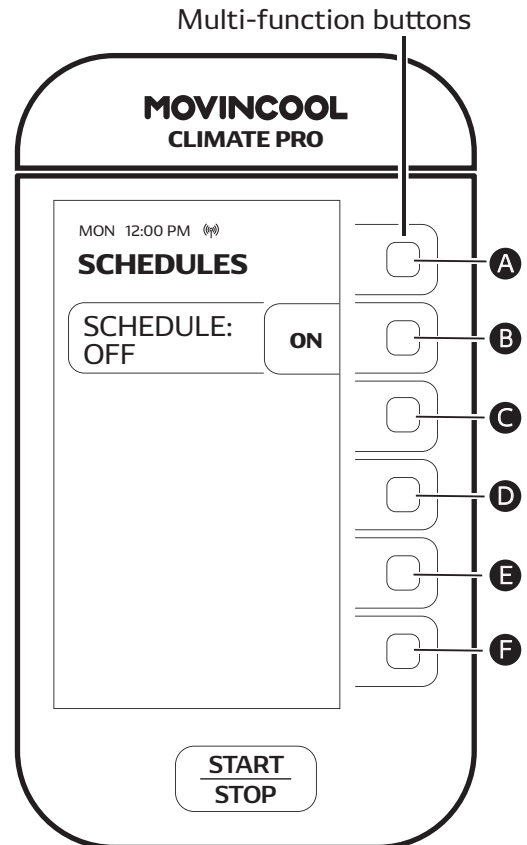 Multi-function buttons
MOVINCOOL
CLIMATE PRO
MON 12:00 PM
SCHEDULES
A
SCHEDULE:
OFF
ON
B
C
D
E
F
START
STOP